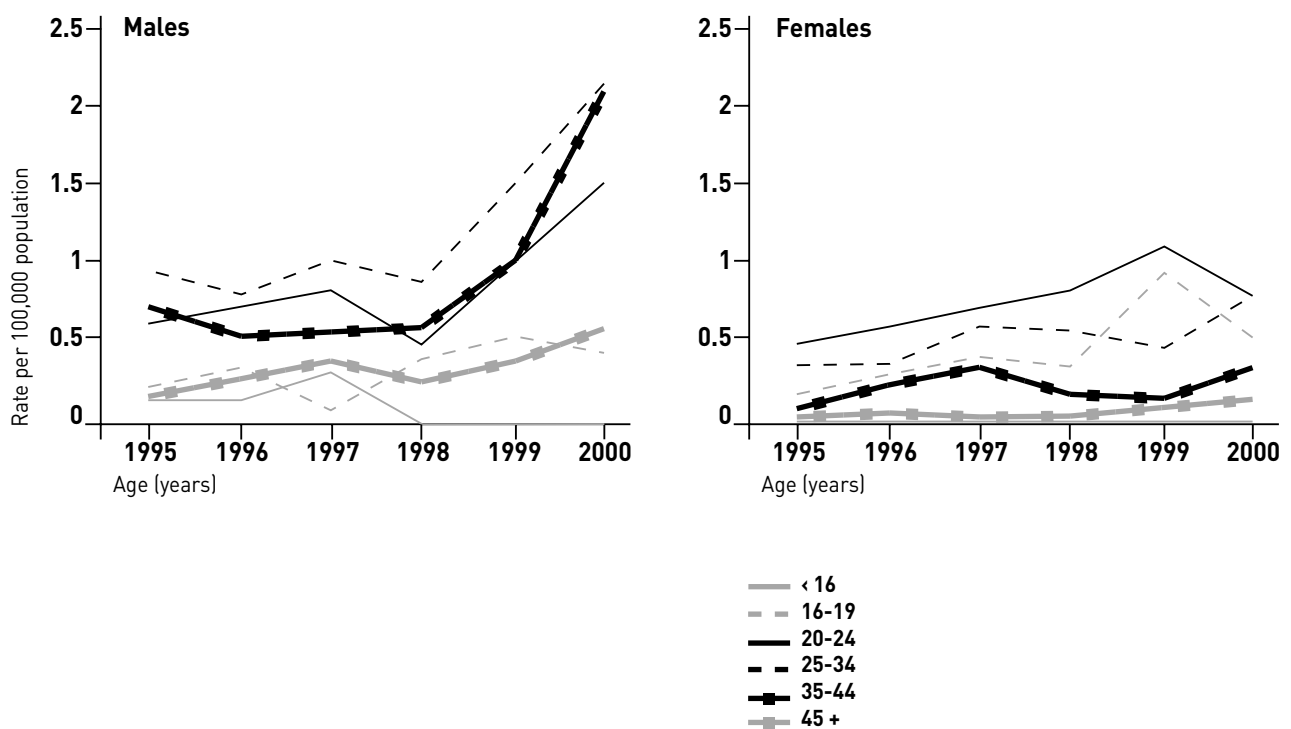 Males
2.5
2
1.5
1
0.5
0
Rate per 100,000 population
1995 1996 1997 1998 1999 2000
Age (years)
Females
2.5
2
1.5
1
0.5
0
1995 1996 1997 1998 1999 2000
Age (years)
< 16
16-19
20-24
25-34
35-44
45 +